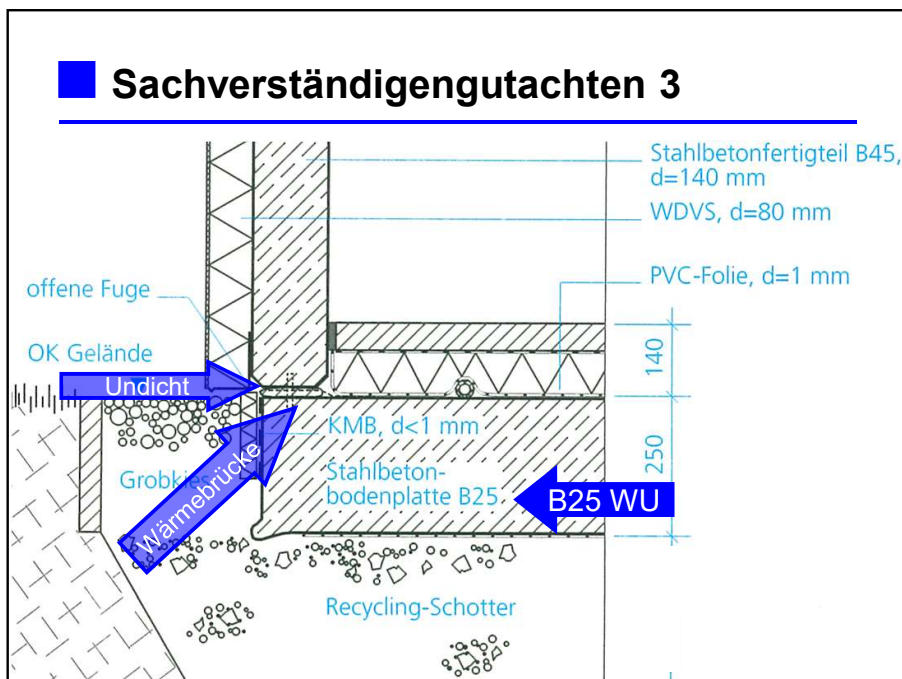 Sachverständigengutachten 3
Stahlbetonfertigteil B45,
d=140 mm
WDVS, d=80 mm
PVC-Folie, d=1 mm
offene Fuge
OK Gelände
Undicht
140
KMB, d<1 mm
250
Grobkies
Wärmebrücke
Stahlbeton-
bodenplatte B25
B25 WU
Recycling-Schotter